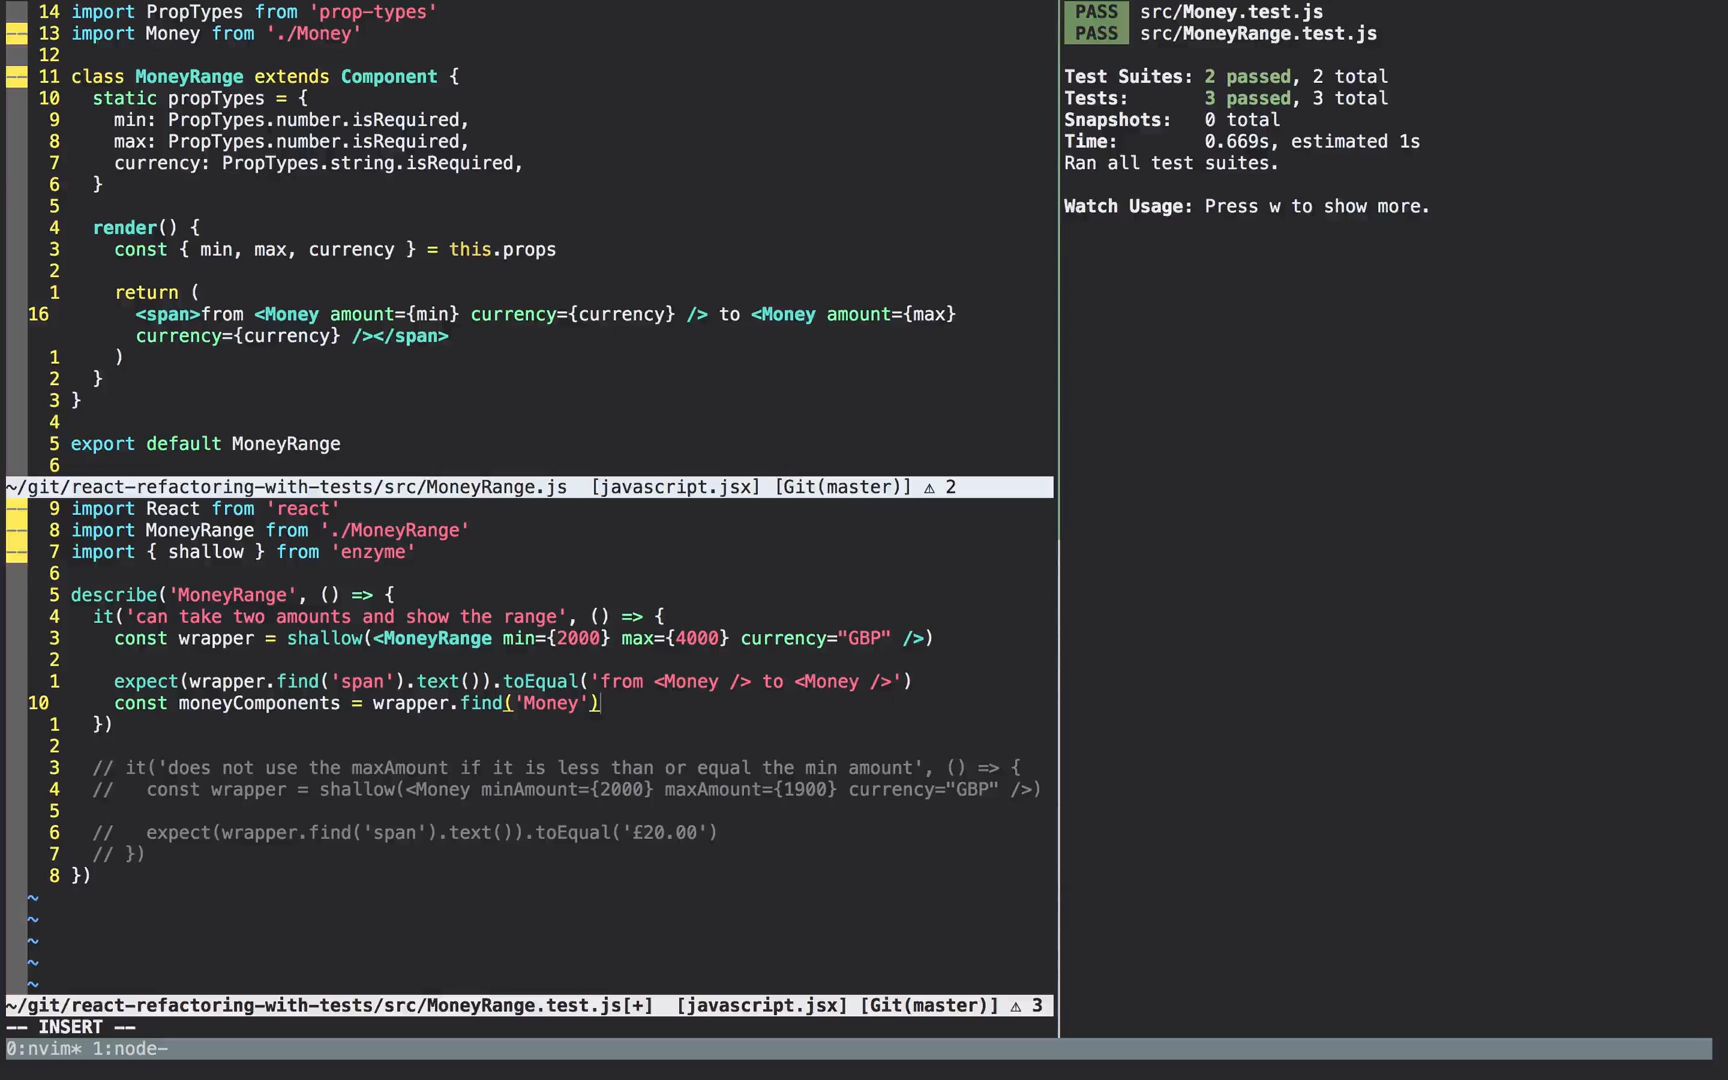 14 import PropTypes from 'prop-types'
13 import Money from './Money'
12
11 class MoneyRange extends Component {
10   static propTypes = {
9     min: PropTypes.number.isRequired,
8     max: PropTypes.number.isRequired,
7     currency: PropTypes.string.isRequired,
6   }
5
4   render() {
3     const { min, max, currency } = this.props
2
1     return (
16       <span>from <Money amount={min} currency={currency} /> to <Money amount={max}
currency={currency} /></span>
1     )
2   }
3 }
4
5 export default MoneyRange
6
~/git/react-refactoring-with-tests/src/MoneyRange.js  [javascript.jsx] [Git(master)] ⚠ 2
9 import React from 'react'
8 import MoneyRange from './MoneyRange'
7 import { shallow } from 'enzyme'
6
5 describe('MoneyRange', () => {
4   it('can take two amounts and show the range', () => {
3     const wrapper = shallow(<MoneyRange min={2000} max={4000} currency="GBP" />)
2
1     expect(wrapper.find('span').text()).toEqual('from <Money /> to <Money />')
10     const moneyComponents = wrapper.find('Money')
1   })
2
3   // it('does not use the maxAmount if it is less than or equal the min amount', () => {
4   //   const wrapper = shallow(<Money minAmount={2000} maxAmount={1900} currency="GBP" />)
5
6   //   expect(wrapper.find('span').text()).toEqual('£20.00')
7   // })
8 })
~
~
~
~
~
~/git/react-refactoring-with-tests/src/MoneyRange.test.js[+]  [javascript.jsx] [Git(master)] ⚠ 3
-- INSERT --
0:nvim* 1:node-
PASS src/Money.test.js
PASS src/MoneyRange.test.js
Test Suites: 2 passed, 2 total
Tests:       3 passed, 3 total
Snapshots:   0 total
Time:        0.669s, estimated 1s
Ran all test suites.
Watch Usage: Press w to show more.